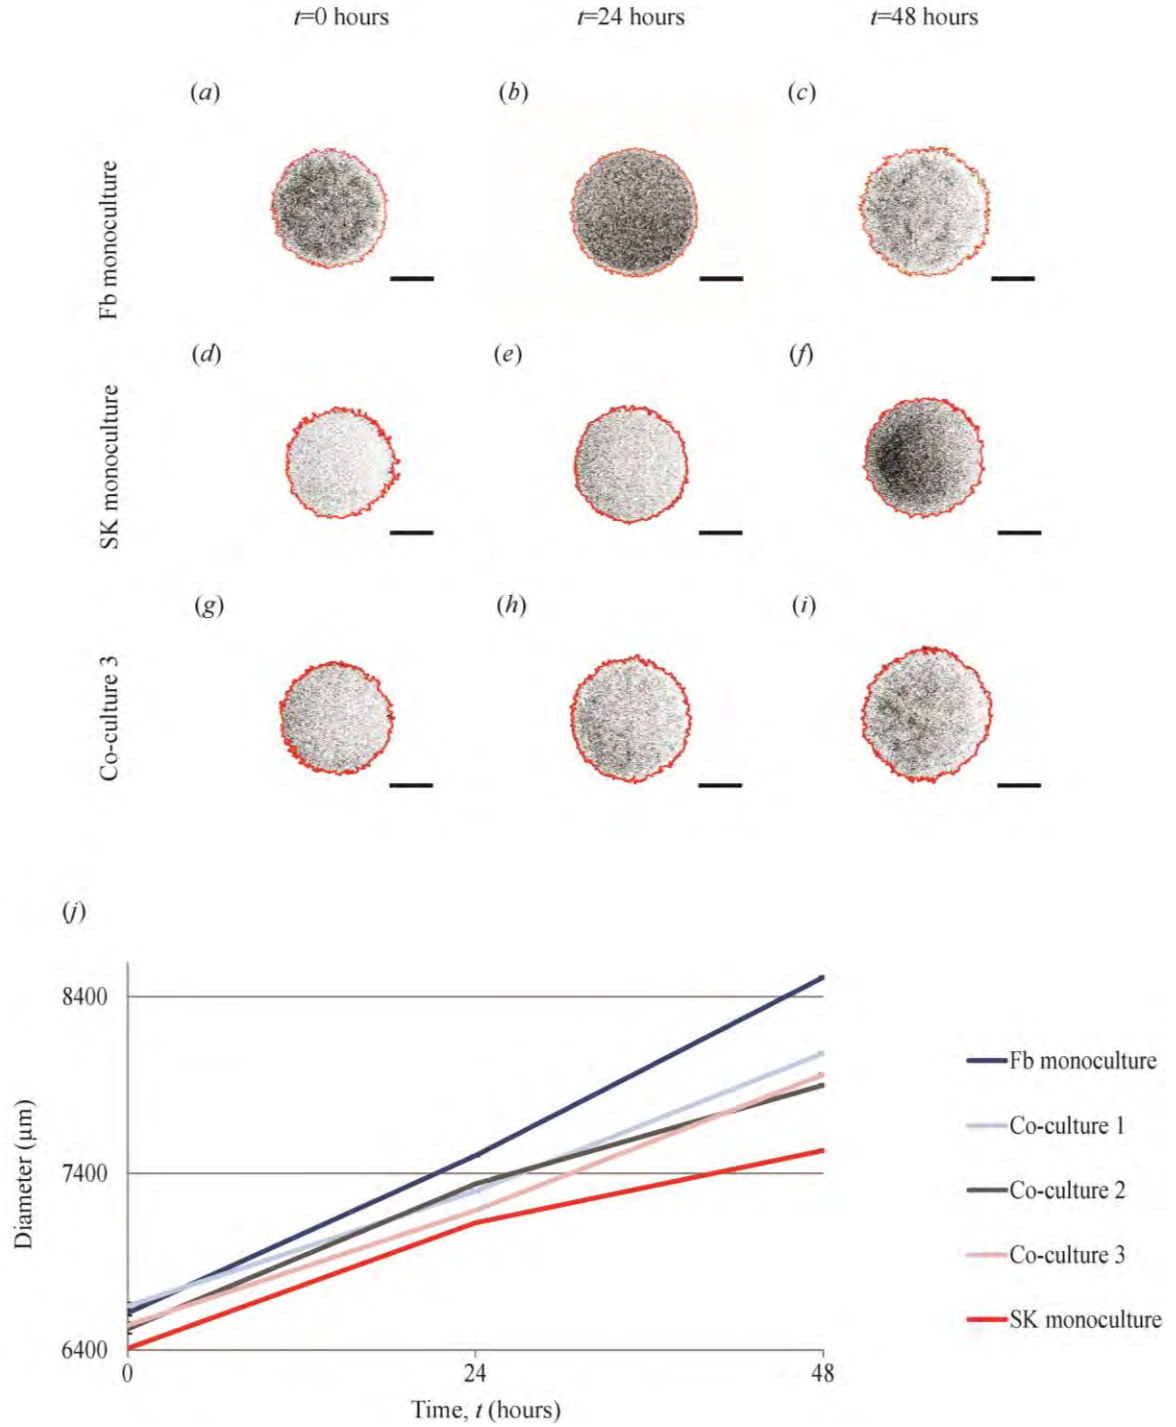 t=0 hours t=24 hours t=48 hours
(a) (b) (c)
Fb monoculture
(d) (e) (f)
SK monoculture
(g) (h) (i)
Co-culture 3
(j)
8400
7400
6400
Diameter (μm)
0 24 48
Time, t (hours)
Fb monoculture
Co-culture 1
Co-culture 2
Co-culture 3
SK monoculture